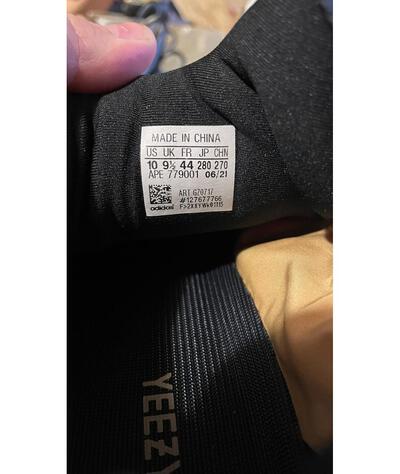 MADE IN CHINA
US UK FR JP CHN
10 9½ 44 280 270
APE 779001 06/21
ART G70717
#127677766
adidas
YEEZY